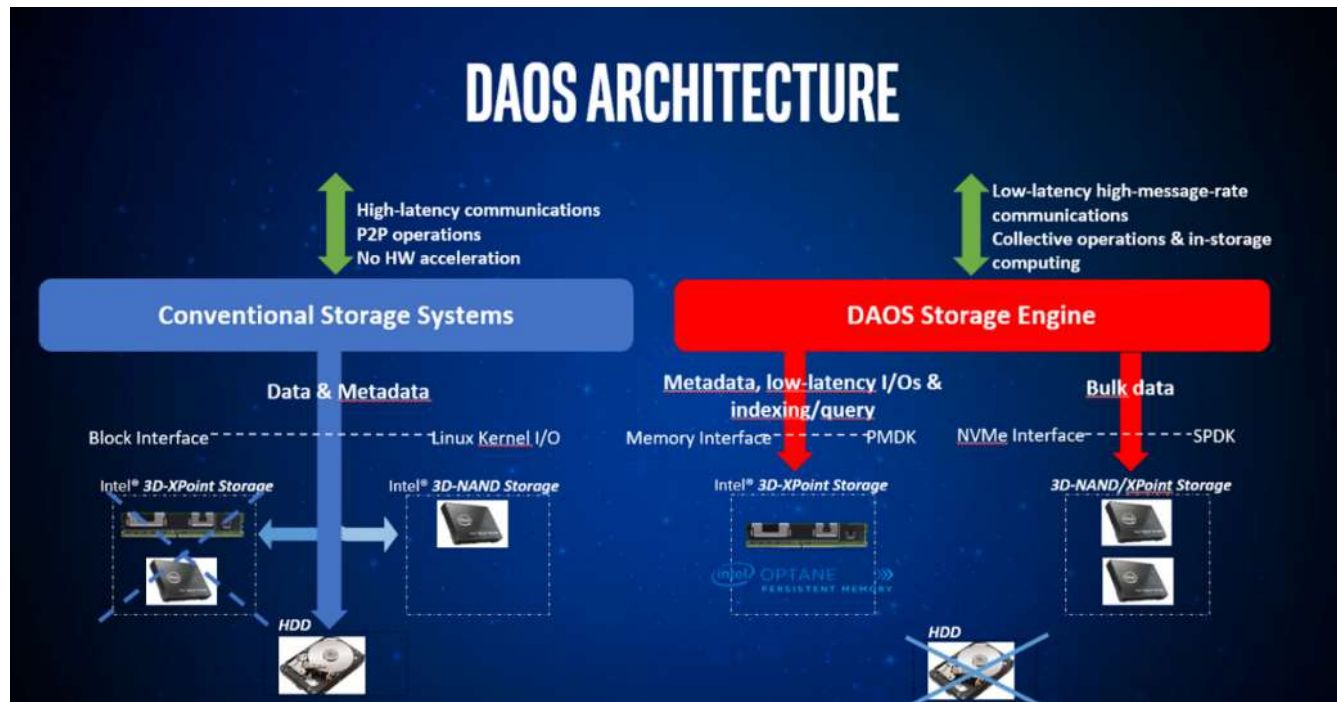 DAOS ARCHITECTURE
High-latency communications
P2P operations
No HW acceleration
Low-latency high-message-rate
communications
Collective operations & in-storage
computing
Conventional Storage Systems
DAOS Storage Engine
Data & Metadata
Block Interface
Linux Kernel I/O
Metadata, low-latency I/Os &
indexing/query
Memory Interface
PMDK
Bulk data
NVMe Interface
SPDK
Intel® 3D-XPoint Storage
Intel® 3D-NAND Storage
Intel® 3D-XPoint Storage
3D-NAND/XPoint Storage
intel OPTANE
PERSISTENT MEMORY
HDD
HDD